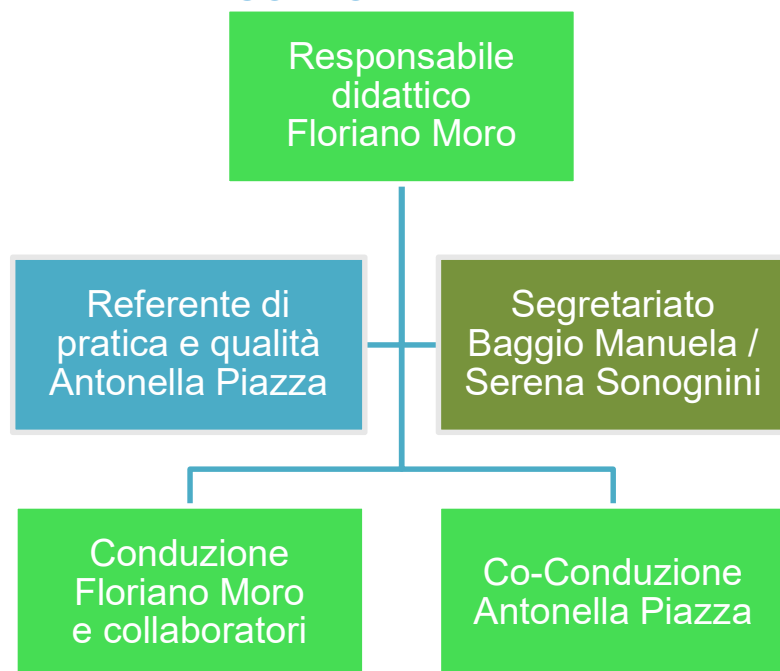 Responsabile
didattico
Floriano Moro
Referente di
pratica e qualità
Antonella Piazza
Segretariato
Baggio Manuela /
Serena Sonognini
Conduzione
Floriano Moro
e collaboratori
Co-Conduzione
Antonella Piazza